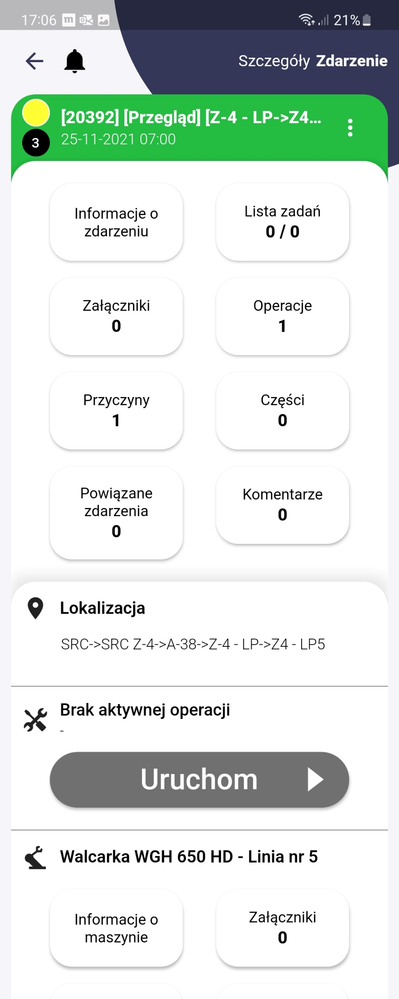 17:06
21%
Szczegóły Zdarzenie
[20392] [Przegląd] [Z-4 - LP->Z4...
25-11-2021 07:00
3
Informacje o
zdarzeniu
Lista zadań
0 / 0
Załączniki
0
Operacje
1
Przyczyny
1
Części
0
Powiązane
zdarzenia
0
Komentarze
0
Lokalizacja
SRC->SRC Z-4->A-38->Z-4 - LP->Z4 - LP5
Brak aktywnej operacji
-
Uruchom
Walcarka WGH 650 HD - Linia nr 5
Informacje o
maszynie
Załączniki
0